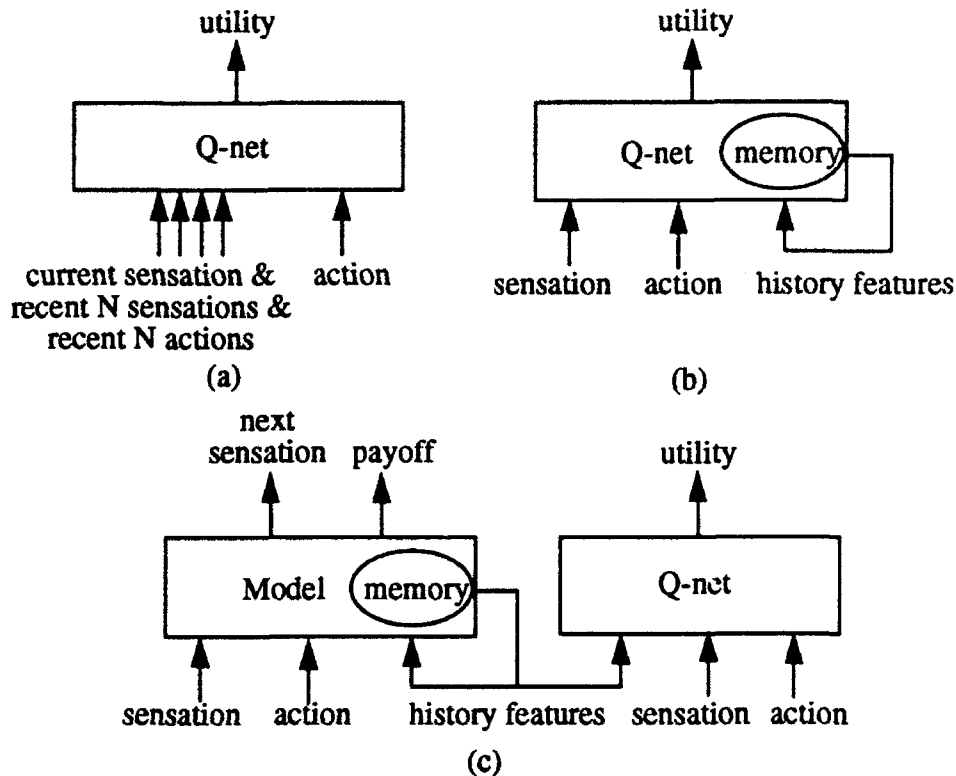 utility
Q-net
current sensation &
recent N sensations &
recent N actions
action
(a)
utility
Q-net
memory
sensation
action
history features
(b)
next
sensation
payoff
Model
memory
sensation
action
history features
utility
Q-net
sensation
action
(c)